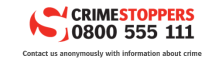 CRIMESTOPPERS
0800 555 111
Contact us anonymously with information about crime